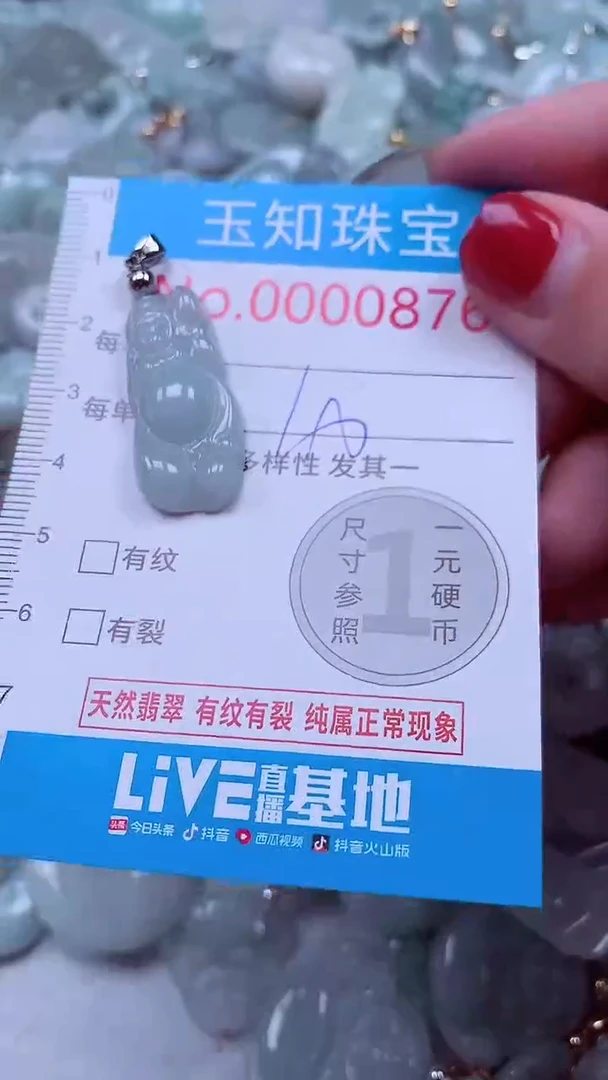 玉知珠宝
No.0000876
每
每单
多样性 发其一
有纹
有裂
尺寸参照
1
一元硬币
天然翡翠 有纹有裂 纯属正常现象
LiVE直播基地
头条 今日头条 抖音 西瓜视频 抖音火山版
0
1
2
3
4
5
6
7